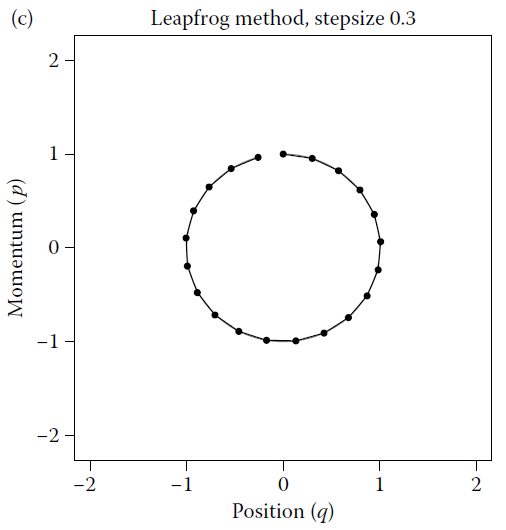 (c) Leapfrog method, stepsize 0.3
2
1
0
−1
−2
Momentum (p)
−2 −1 0 1 2
Position (q)